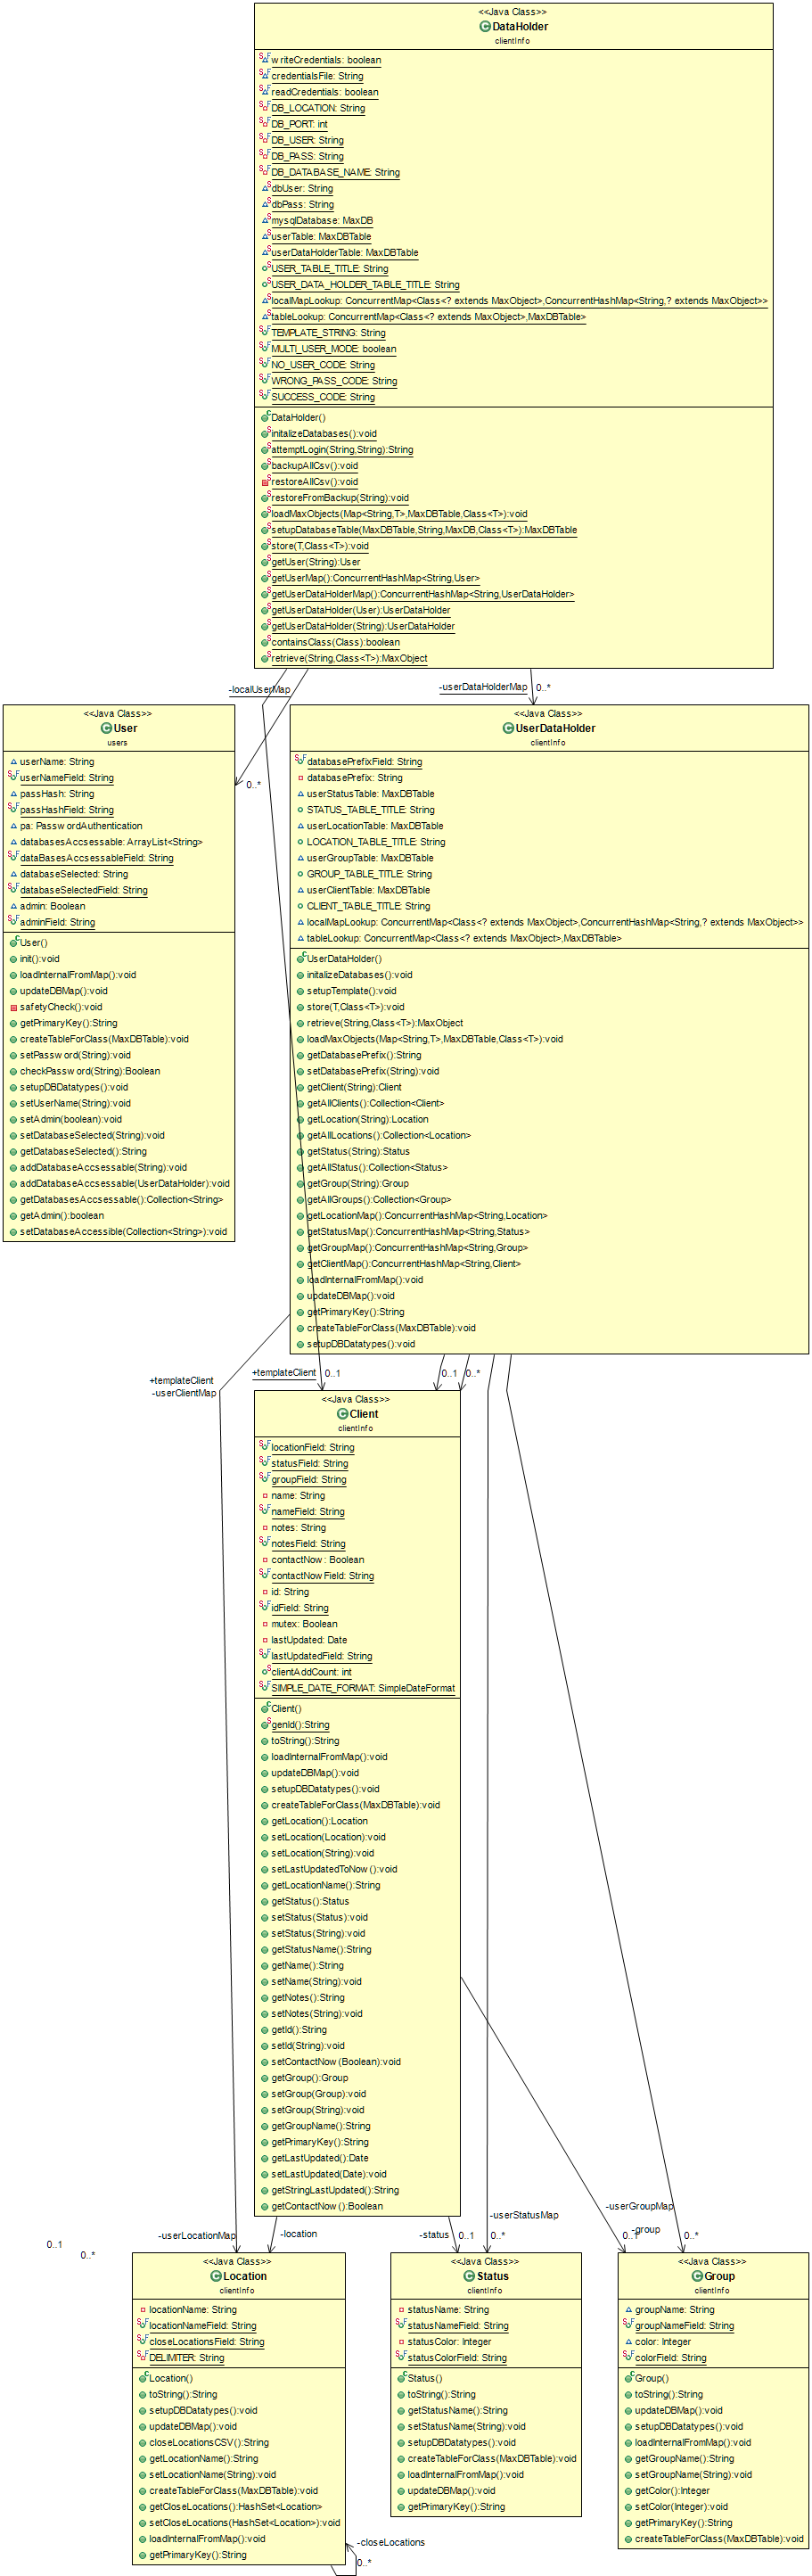 <<Java Class>>
DataHolder
clientInfo
writeCredentials: boolean
credentialsFile: String
readCredentials: boolean
DB_LOCATION: String
DB_PORT: int
DB_USER: String
DB_PASS: String
DB_DATABASE_NAME: String
dbUser: String
dbPass: String
mysqlDatabase: MaxDB
userTable: MaxDBTable
userDataHolderTable: MaxDBTable
USER_TABLE_TITLE: String
USER_DATA_HOLDER_TABLE_TITLE: String
localMapLookup: ConcurrentMap<Class<? extends MaxObject>,ConcurrentHashMap<String,? extends MaxObject>>
tableLookup: ConcurrentMap<Class<? extends MaxObject>,MaxDBTable>
TEMPLATE_STRING: String
MULTI_USER_MODE: boolean
NO_USER_CODE: String
WRONG_PASS_CODE: String
SUCCESS_CODE: String
DataHolder()
initalizeDatabases():void
attemptLogin(String,String):String
backupAllCsv():void
restoreAllCsv():void
restoreFromBackup(String):void
loadMaxObjects(Map<String,T>,MaxDBTable,Class<T>):void
setupDatabaseTable(MaxDBTable,String,MaxDB,Class<T>):MaxDBTable
store(T,Class<T>):void
getUser(String):User
getUserMap():ConcurrentHashMap<String,User>
getUserDataHolderMap():ConcurrentHashMap<String,UserDataHolder>
getUserDataHolder(User):UserDataHolder
getUserDataHolder(String):UserDataHolder
containsClass(Class):boolean
retrieve(String,Class<T>):MaxObject
-localUserMap
0..*
-userDataHolderMap
0..*
<<Java Class>>
User
users
userName: String
userNameField: String
passHash: String
passHashField: String
pa: PasswordAuthentication
databasesAccsessable: ArrayList<String>
dataBasesAccsessableField: String
databaseSelected: String
databaseSelectedField: String
admin: Boolean
adminField: String
User()
init():void
loadInternalFromMap():void
updateDBMap():void
safetyCheck():void
getPrimaryKey():String
createTableForClass(MaxDBTable):void
setPassword(String):void
checkPassword(String):Boolean
setupDBDatatypes():void
setUserName(String):void
setAdmin(boolean):void
setDatabaseSelected(String):void
getDatabaseSelected():String
addDatabaseAccsessable(String):void
addDatabaseAccsessable(UserDataHolder):void
getDatabasesAccsessable():Collection<String>
getAdmin():boolean
setDatabaseAccessible(Collection<String>):void
<<Java Class>>
UserDataHolder
clientInfo
databasePrefixField: String
databasePrefix: String
userStatusTable: MaxDBTable
STATUS_TABLE_TITLE: String
userLocationTable: MaxDBTable
LOCATION_TABLE_TITLE: String
userGroupTable: MaxDBTable
GROUP_TABLE_TITLE: String
userClientTable: MaxDBTable
CLIENT_TABLE_TITLE: String
localMapLookup: ConcurrentMap<Class<? extends MaxObject>,ConcurrentHashMap<String,? extends MaxObject>>
tableLookup: ConcurrentMap<Class<? extends MaxObject>,MaxDBTable>
UserDataHolder()
initalizeDatabases():void
setupTemplate():void
store(T,Class<T>):void
retrieve(String,Class<T>):MaxObject
loadMaxObjects(Map<String,T>,MaxDBTable,Class<T>):void
getDatabasePrefix():String
setDatabasePrefix(String):void
getClient(String):Client
getAllClients():Collection<Client>
getLocation(String):Location
getAllLocations():Collection<Location>
getStatus(String):Status
getAllStatus():Collection<Status>
getGroup(String):Group
getAllGroups():Collection<Group>
getLocationMap():ConcurrentHashMap<String,Location>
getStatusMap():ConcurrentHashMap<String,Status>
getGroupMap():ConcurrentHashMap<String,Group>
getClientMap():ConcurrentHashMap<String,Client>
loadInternalFromMap():void
updateDBMap():void
getPrimaryKey():String
createTableForClass(MaxDBTable):void
setupDBDatatypes():void
+templateClient
-userClientMap
+templateClient
0..1
0..1
0..*
<<Java Class>>
Client
clientInfo
locationField: String
statusField: String
groupField: String
name: String
nameField: String
notes: String
notesField: String
contactNow: Boolean
contactNowField: String
id: String
idField: String
mutex: Boolean
lastUpdated: Date
lastUpdatedField: String
clientAddCount: int
SIMPLE_DATE_FORMAT: SimpleDateFormat
Client()
genId():String
toString():String
loadInternalFromMap():void
updateDBMap():void
setupDBDatatypes():void
createTableForClass(MaxDBTable):void
getLocation():Location
setLocation(Location):void
setLocation(String):void
setLastUpdatedToNow():void
getLocationName():String
getStatus():Status
setStatus(Status):void
setStatus(String):void
getStatusName():String
getName():String
setName(String):void
getNotes():String
setNotes(String):void
getId():String
setId(String):void
setContactNow(Boolean):void
getGroup():Group
setGroup(Group):void
setGroup(String):void
getGroupName():String
getPrimaryKey():String
getLastUpdated():Date
setLastUpdated(Date):void
getStringLastUpdated():String
getContactNow():Boolean
0..1
0..*
-userLocationMap
-location
-status
0..1
-userStatusMap
0..*
-userGroupMap
-group
0..1
0..*
<<Java Class>>
Location
clientInfo
locationName: String
locationNameField: String
closeLocationsField: String
DELIMITER: String
Location()
toString():String
setupDBDatatypes():void
updateDBMap():void
closeLocationsCSV():String
getLocationName():String
setLocationName(String):void
createTableForClass(MaxDBTable):void
getCloseLocations():HashSet<Location>
setCloseLocations(HashSet<Location>):void
loadInternalFromMap():void
getPrimaryKey():String
-closeLocations
0..*
<<Java Class>>
Status
clientInfo
statusName: String
statusNameField: String
statusColor: Integer
statusColorField: String
Status()
toString():String
getStatusName():String
setStatusName(String):void
setupDBDatatypes():void
createTableForClass(MaxDBTable):void
loadInternalFromMap():void
updateDBMap():void
getPrimaryKey():String
<<Java Class>>
Group
clientInfo
groupName: String
groupNameField: String
color: Integer
colorField: String
Group()
toString():String
updateDBMap():void
setupDBDatatypes():void
loadInternalFromMap():void
getGroupName():String
setGroupName(String):void
getColor():Integer
setColor(Integer):void
getPrimaryKey():String
createTableForClass(MaxDBTable):void